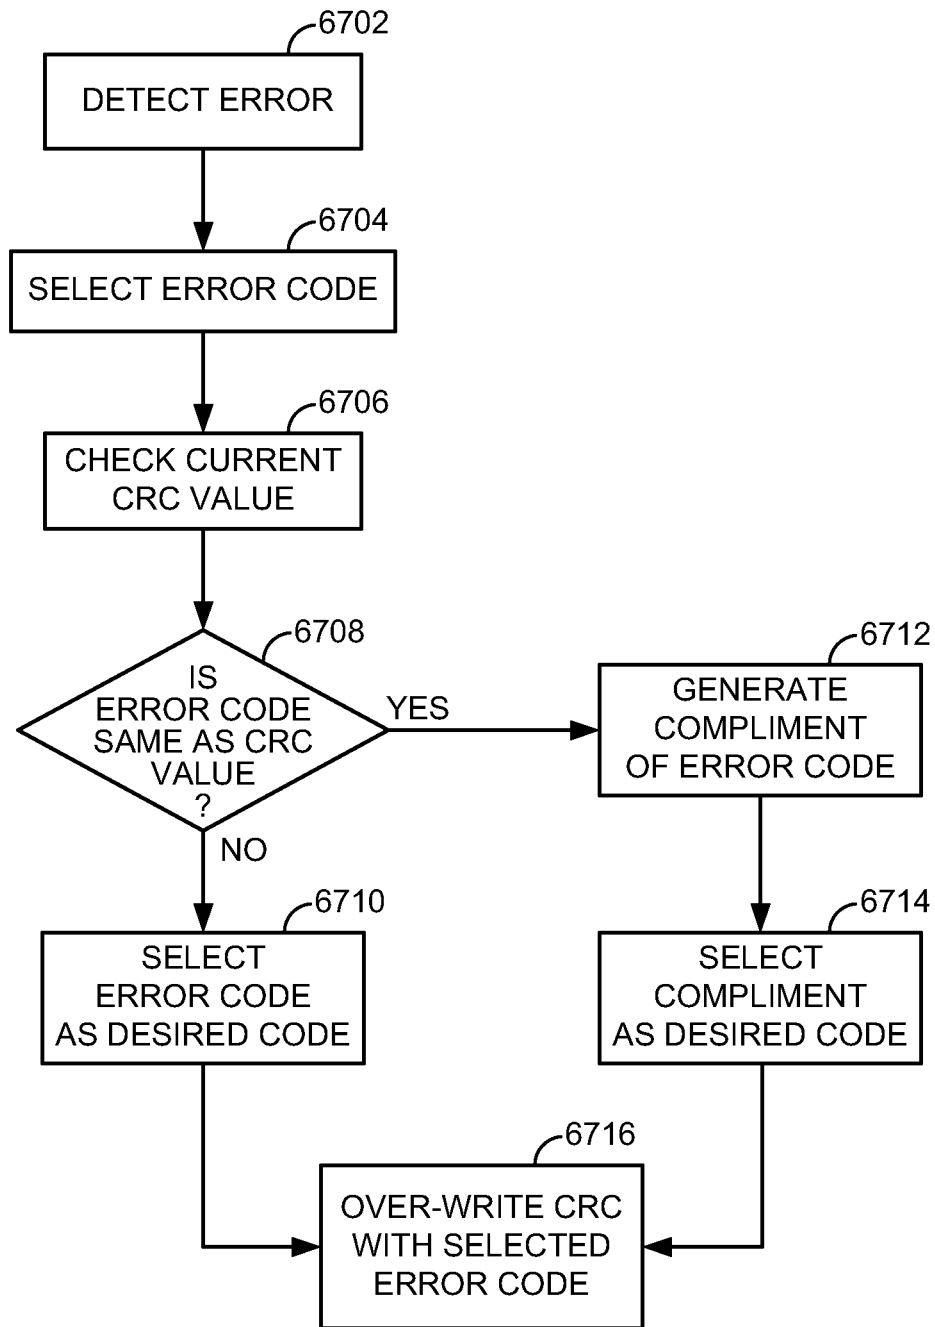 6702
DETECT ERROR
6704
SELECT ERROR CODE
6706
CHECK CURRENT
CRC VALUE
6708
IS
ERROR CODE
SAME AS CRC
VALUE
?
YES
NO
6712
GENERATE
COMPLIMENT
OF ERROR CODE
6710
SELECT
ERROR CODE
AS DESIRED CODE
6714
SELECT
COMPLIMENT
AS DESIRED CODE
6716
OVER-WRITE CRC
WITH SELECTED
ERROR CODE